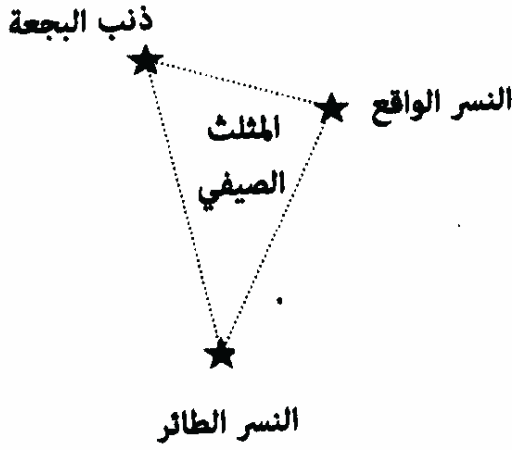 ذنب البجعة
النسر الواقع
المثلث
الصيفي
النسر الطائر